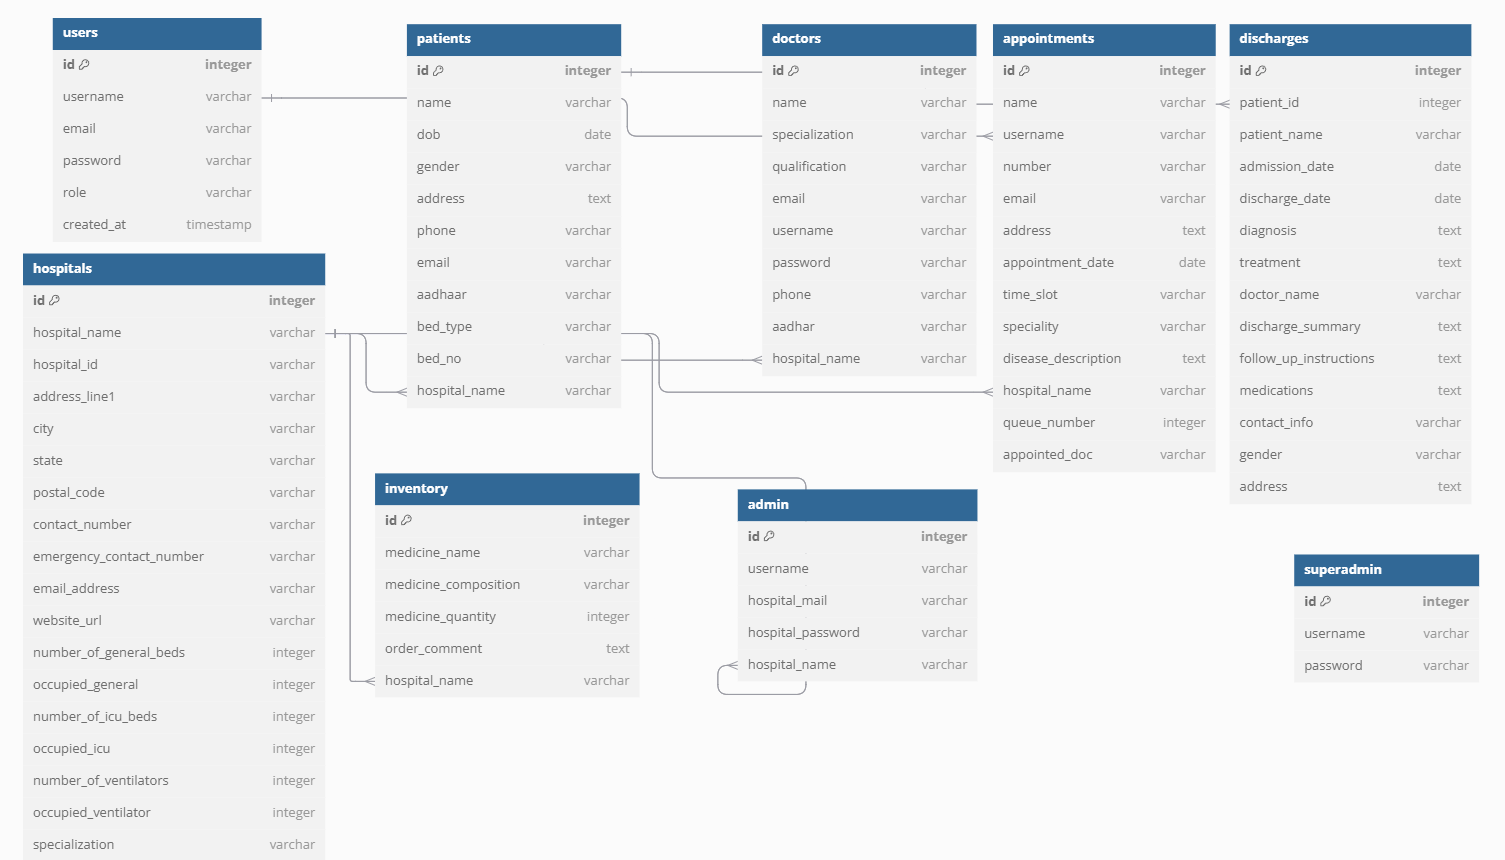 users
id integer
username varchar
email varchar
password varchar
role varchar
created_at timestamp
hospitals
id integer
hospital_name varchar
hospital_id varchar
address_line1 varchar
city varchar
state varchar
postal_code varchar
contact_number varchar
emergency_contact_number varchar
email_address varchar
website_url varchar
number_of_general_beds integer
occupied_general integer
number_of_icu_beds integer
occupied_icu integer
number_of_ventilators integer
occupied_ventilator integer
specialization varchar
patients
id integer
name varchar
dob date
gender varchar
address text
phone varchar
email varchar
aadhaar varchar
bed_type varchar
bed_no varchar
hospital_name varchar
inventory
id integer
medicine_name varchar
medicine_composition varchar
medicine_quantity integer
order_comment text
hospital_name varchar
doctors
id integer
name varchar
specialization varchar
qualification varchar
email varchar
username varchar
password varchar
phone varchar
aadhar varchar
hospital_name varchar
admin
id integer
username varchar
hospital_mail varchar
hospital_password varchar
hospital_name varchar
appointments
id integer
name varchar
username varchar
number varchar
email varchar
address text
appointment_date date
time_slot varchar
speciality varchar
disease_description text
hospital_name varchar
queue_number integer
appointed_doc varchar
discharges
id integer
patient_id integer
patient_name varchar
admission_date date
discharge_date date
diagnosis text
treatment text
doctor_name varchar
discharge_summary text
follow_up_instructions text
medications text
contact_info varchar
gender varchar
address text
superadmin
id integer
username varchar
password varchar